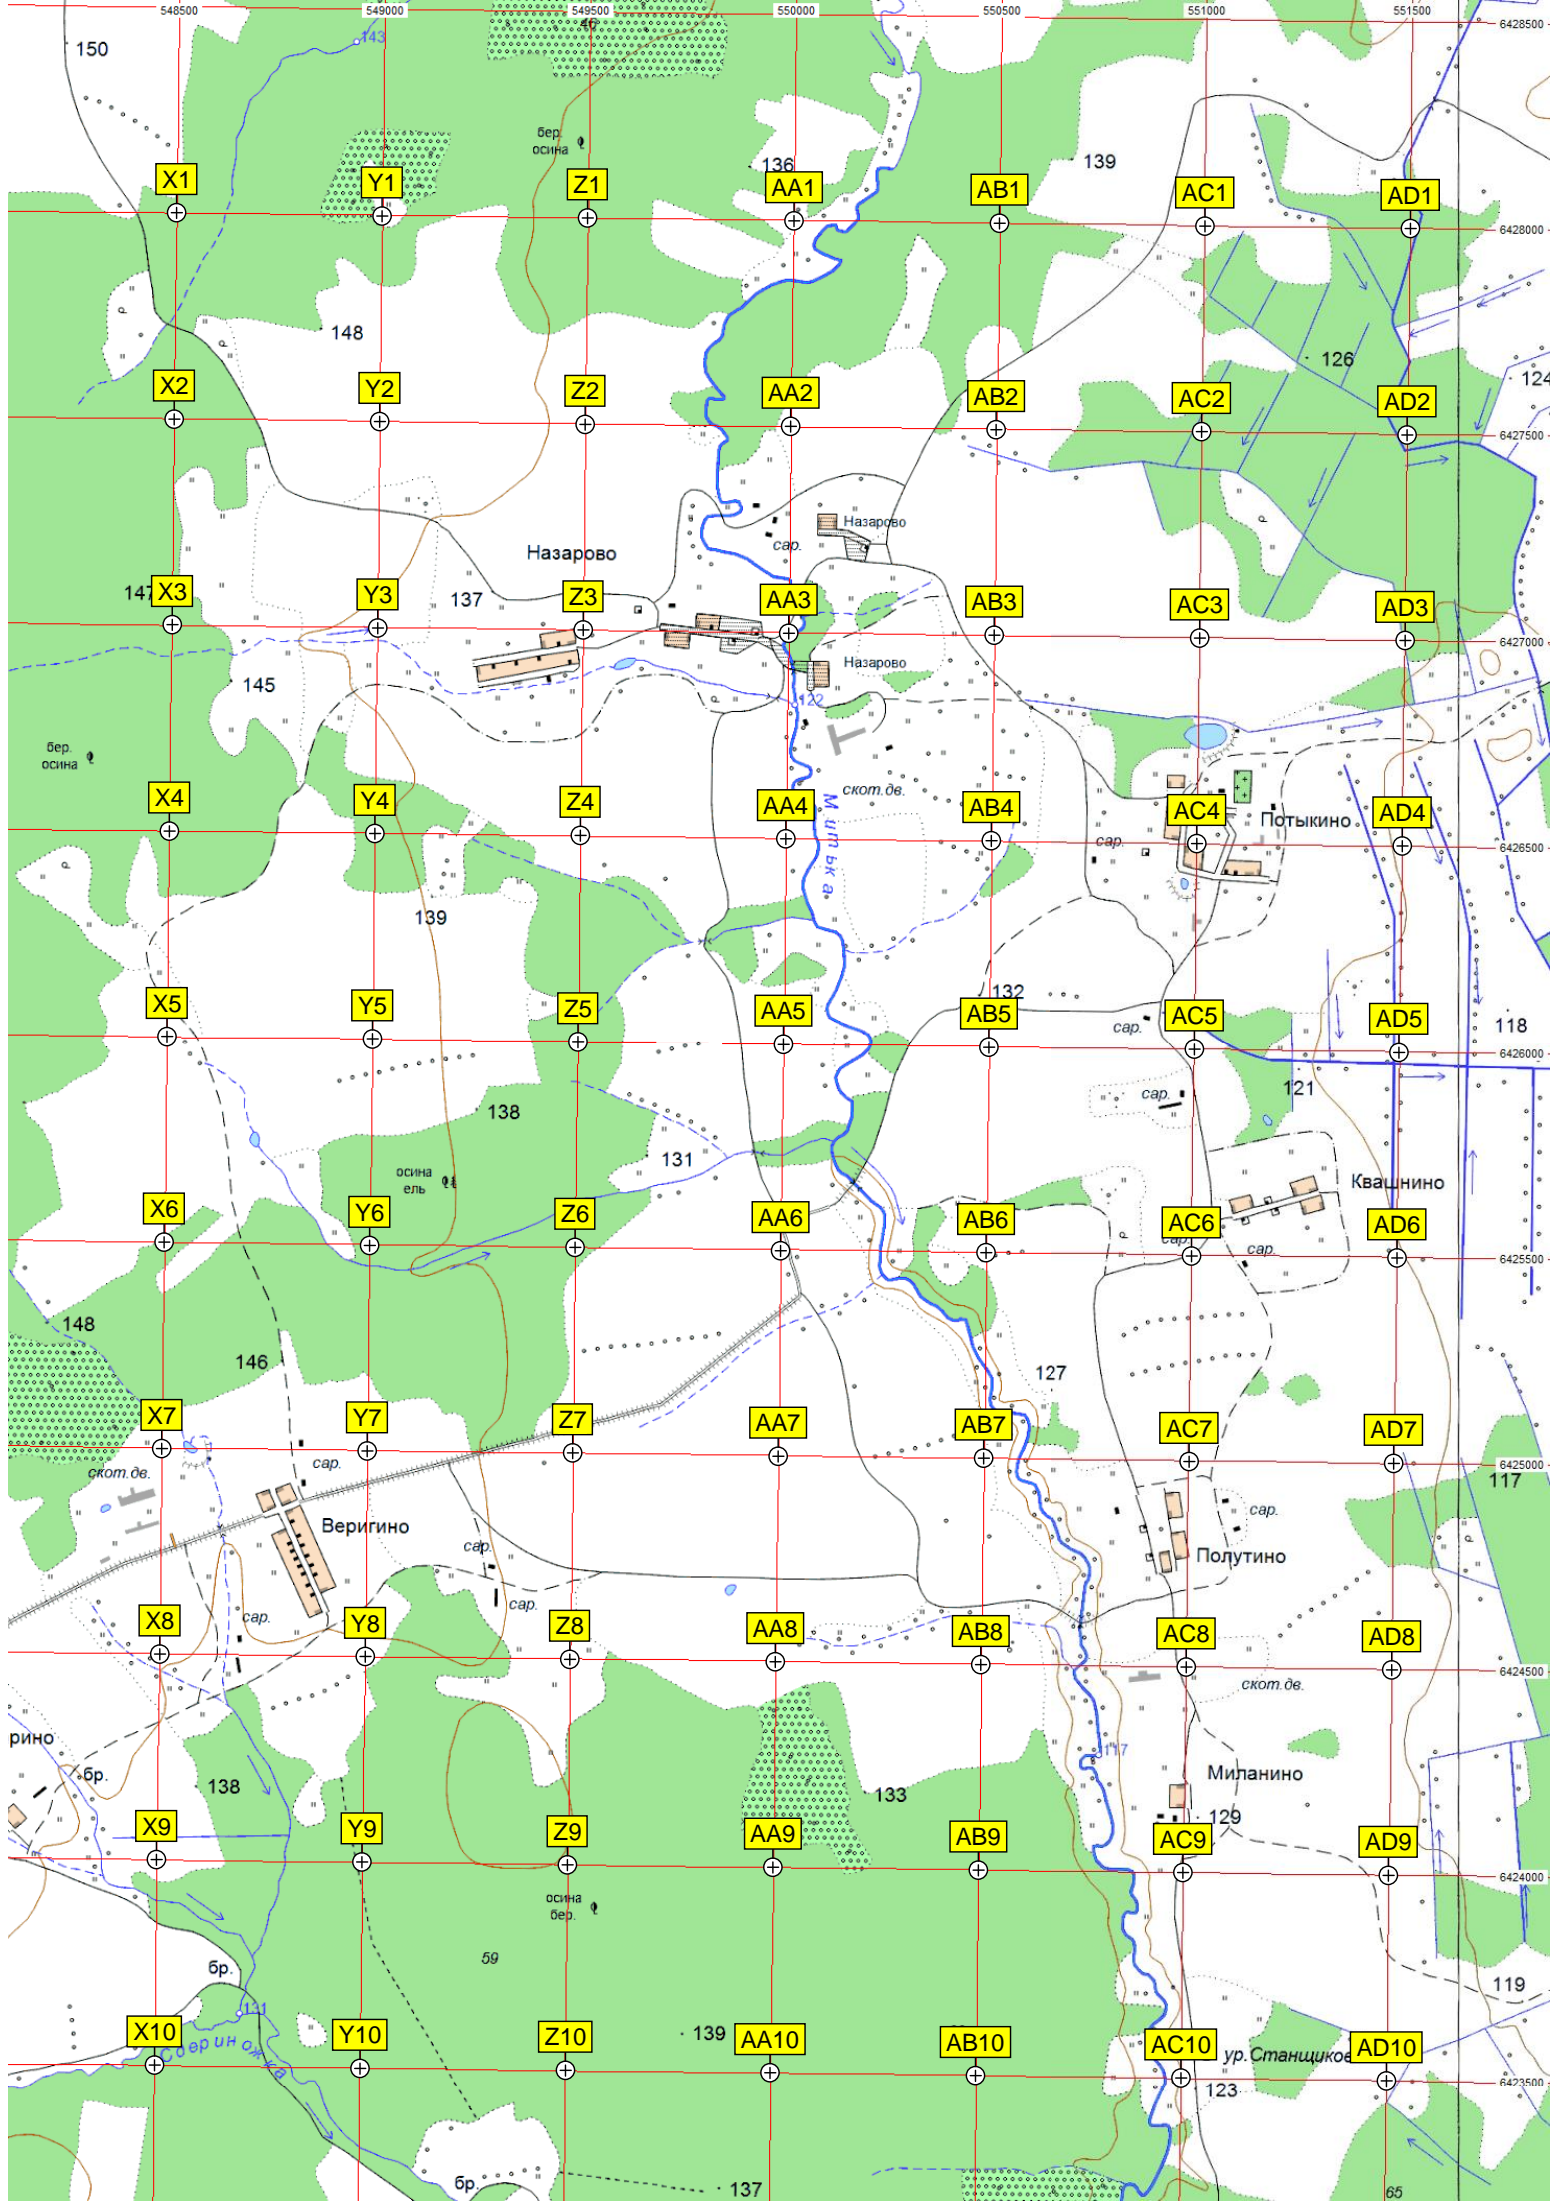 548500 549000 549500 550000 550500 551000 551500
46
6428500
143
150
бер.
осина
136
139
X1 Y1 Z1 AA1 AB1 AC1 AD1
6428000
148
126
124
X2 Y2 Z2 AA2 AB2 AC2 AD2
6427500
Назарово
сар.
Назарово
147
137
X3 Y3 Z3 AA3 AB3 AC3 AD3
6427000
Назарово
145
122
бер.
осина
скот.дв.
X4 Y4 Z4 AA4 AB4 AC4 AD4
Потыкино
Митька
сар.
6426500
139
132
X5 Y5 Z5 AA5 AB5 AC5 AD5
сар.
118
6426000
121
сар.
138
131
осина
ель
Квашнино
X6 Y6 Z6 AA6 AB6 AC6 AD6
сар.
сар.
6425500
148
146
127
X7 Y7 Z7 AA7 AB7 AC7 AD7
6425000
скот.дв.
сар.
117
сар.
Веригино
сар.
Полутино
сар.
сар.
X8 Y8 Z8 AA8 AB8 AC8 AD8
6424500
скот.дв.
рино
117
бр.
138
133
Миланино
129
X9 Y9 Z9 AA9 AB9 AC9 AD9
6424000
осина
бер.
59
бр.
119
131
139
X10 Y10 Z10 AA10 AB10 AC10 AD10
ур.Станщиков
6423500
123
бр.
137
65